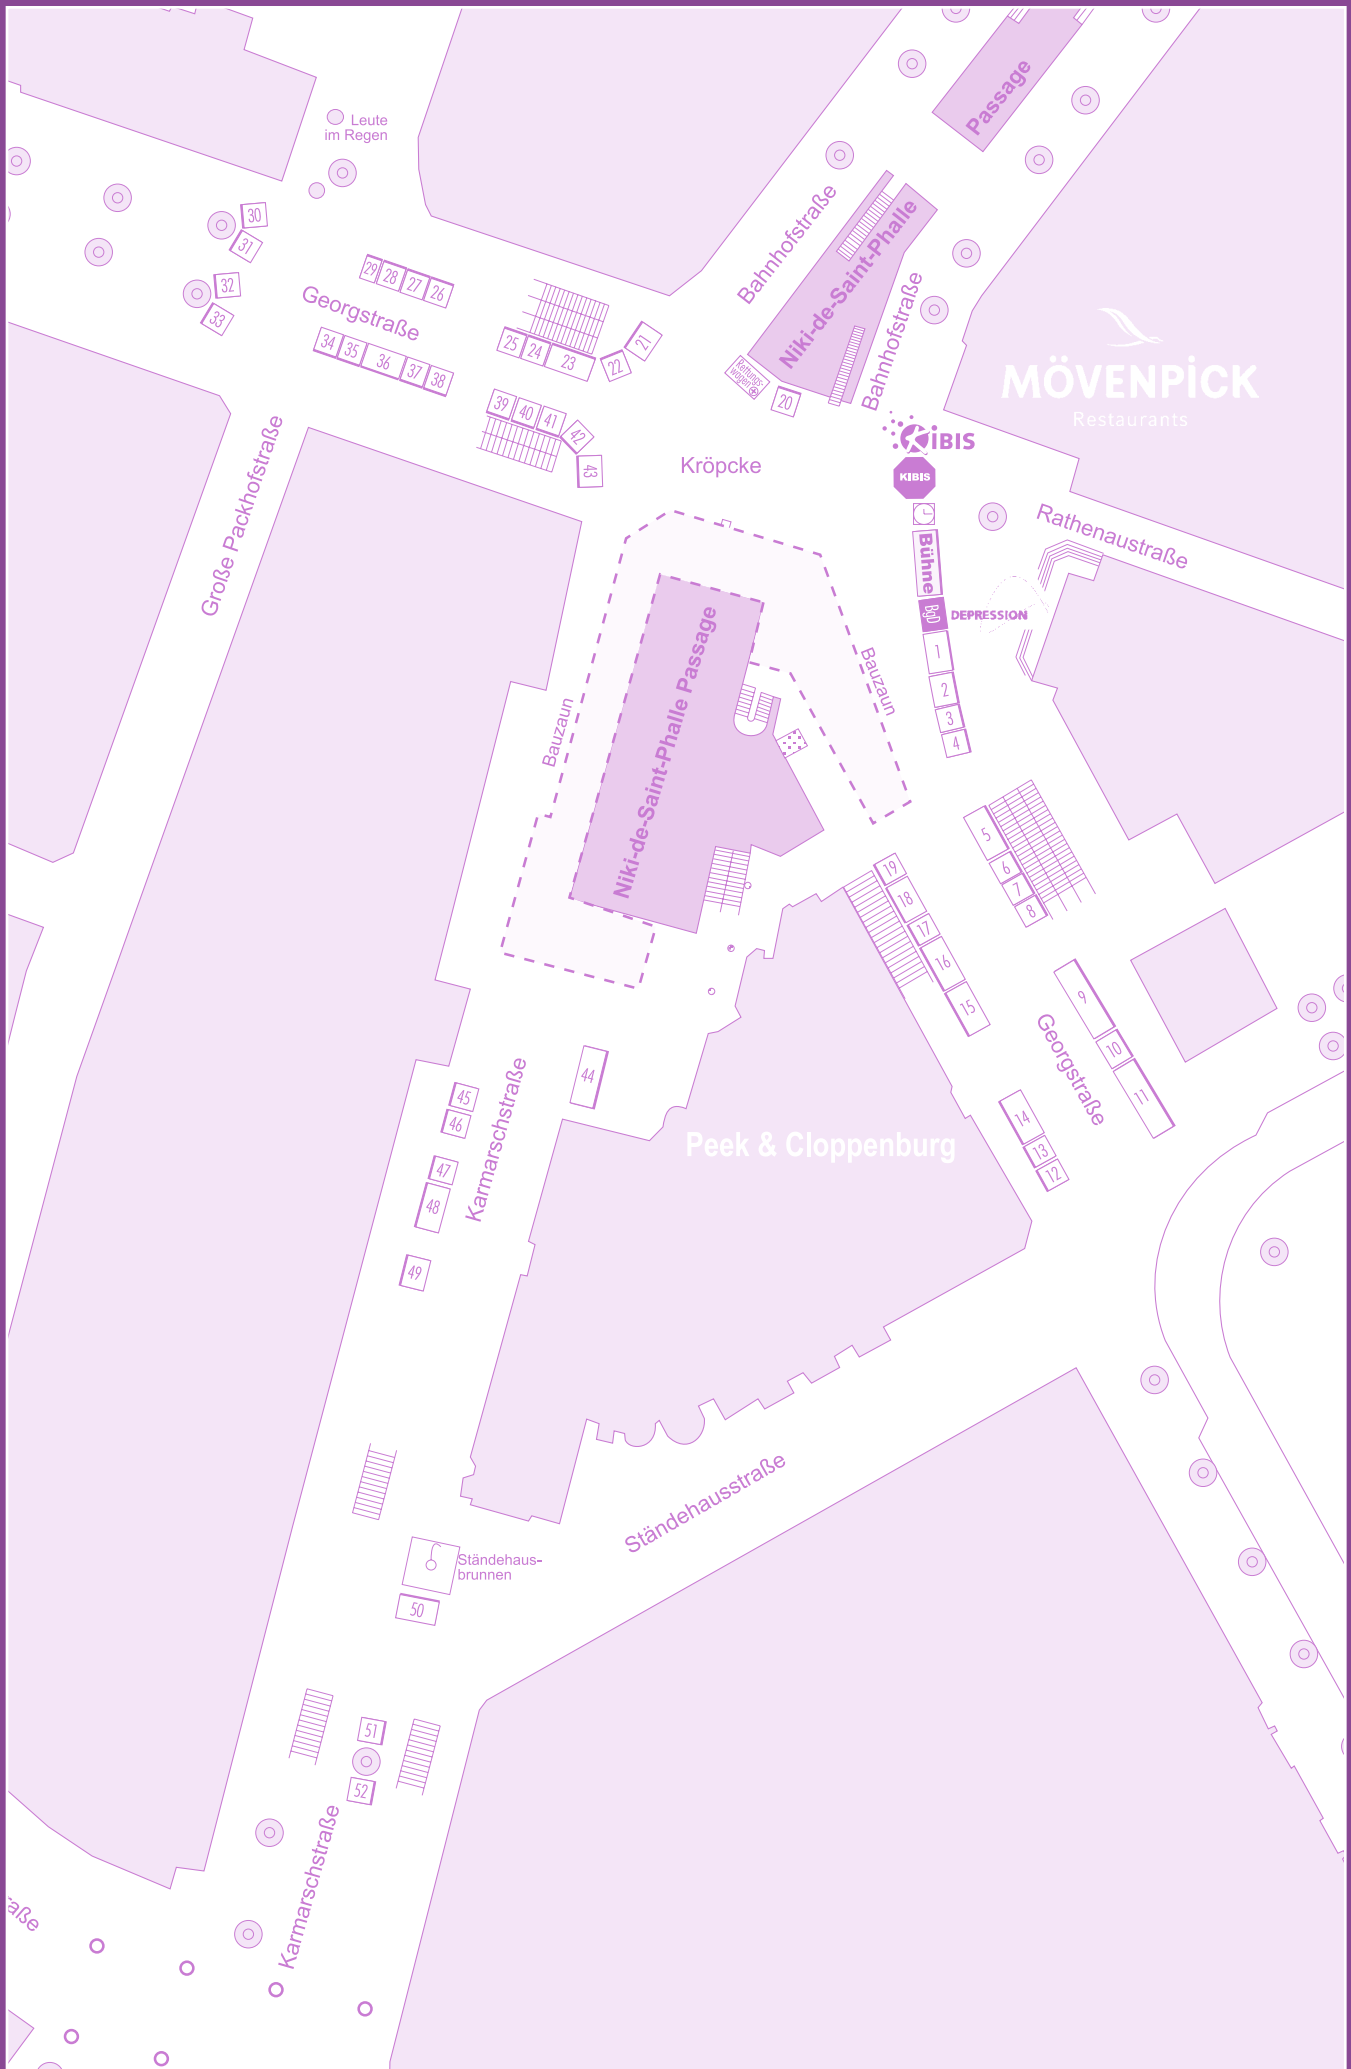 Passage
Leute
im Regen
Bahnhofstraße
Niki-de-Saint-Phalle
Bahnhofstraße
30
31
32
33
29
28
27
26
Georgstraße
34
35
36
37
38
25
24
23
22
21
Rettungs-
wagen
20
MÖVENPICK
Restaurants
39
40
41
42
43
Kröpcke
KIBIS
KIBIS
Große Packhofstraße
Rathenaustraße
Bühne
BgD
DEPRESSION
1
2
3
4
Bauzaun
Niki-de-Saint-Phalle Passage
Bauzaun
5
6
7
8
19
18
17
16
15
9
10
11
Georgstraße
14
13
12
44
45
46
47
48
49
Karmarschstraße
Peek & Cloppenburg
Ständehausstraße
Ständehaus-
brunnen
50
51
52
Karmarschstraße
aße